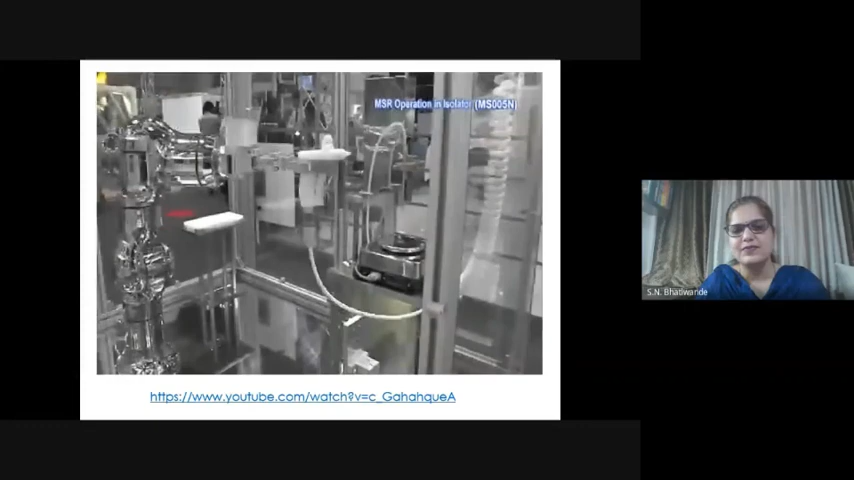 MSR Operation in Isolator (MS005N)
https://www.youtube.com/watch?v=c_GahahqueA
S.N. Bhatiwande